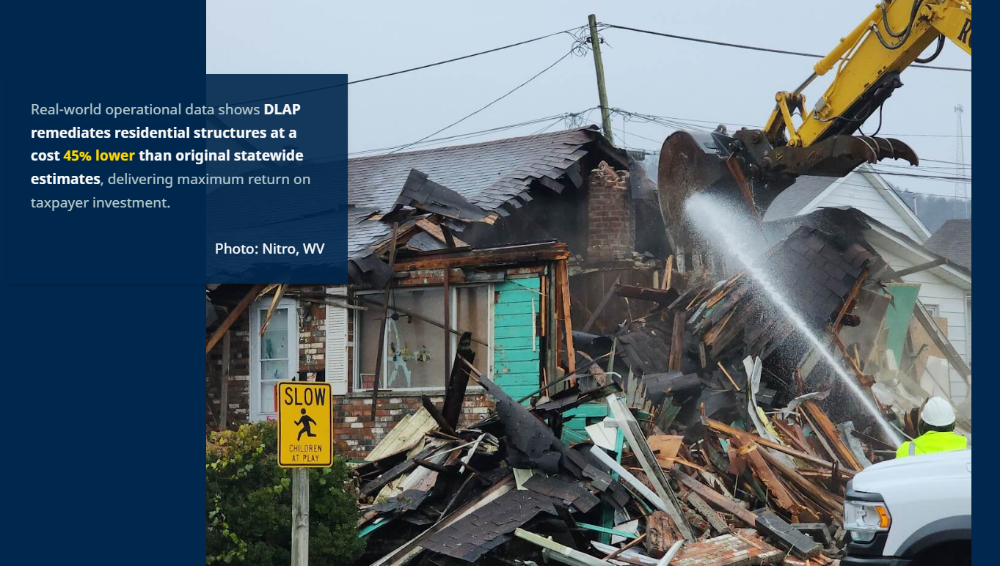 Real-world operational data shows DLAP
remediates residential structures at a
cost 45% lower than original statewide
estimates, delivering maximum return on
taxpayer investment.
Photo: Nitro, WV
SLOW
CHILDREN
AT PLAY